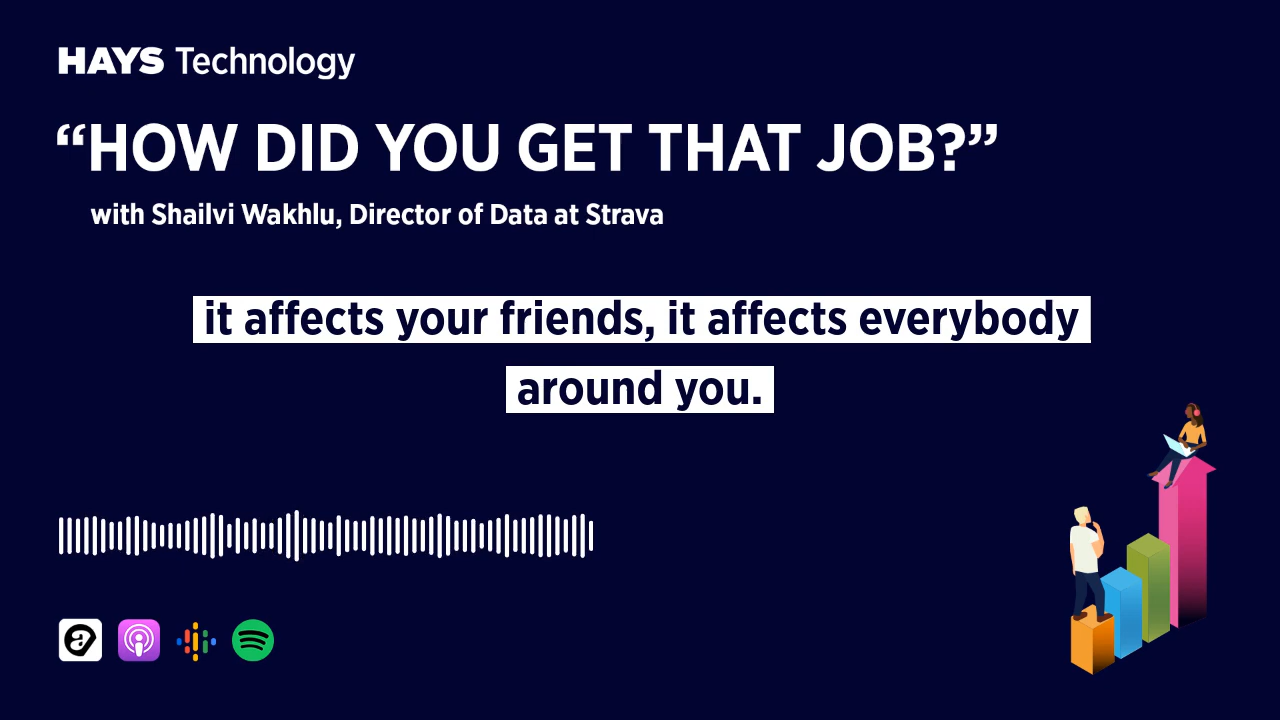 HAYS Technology
“HOW DID YOU GET THAT JOB?”
with Shailvi Wakhlu, Director of Data at Strava
it affects your friends, it affects everybody
around you.